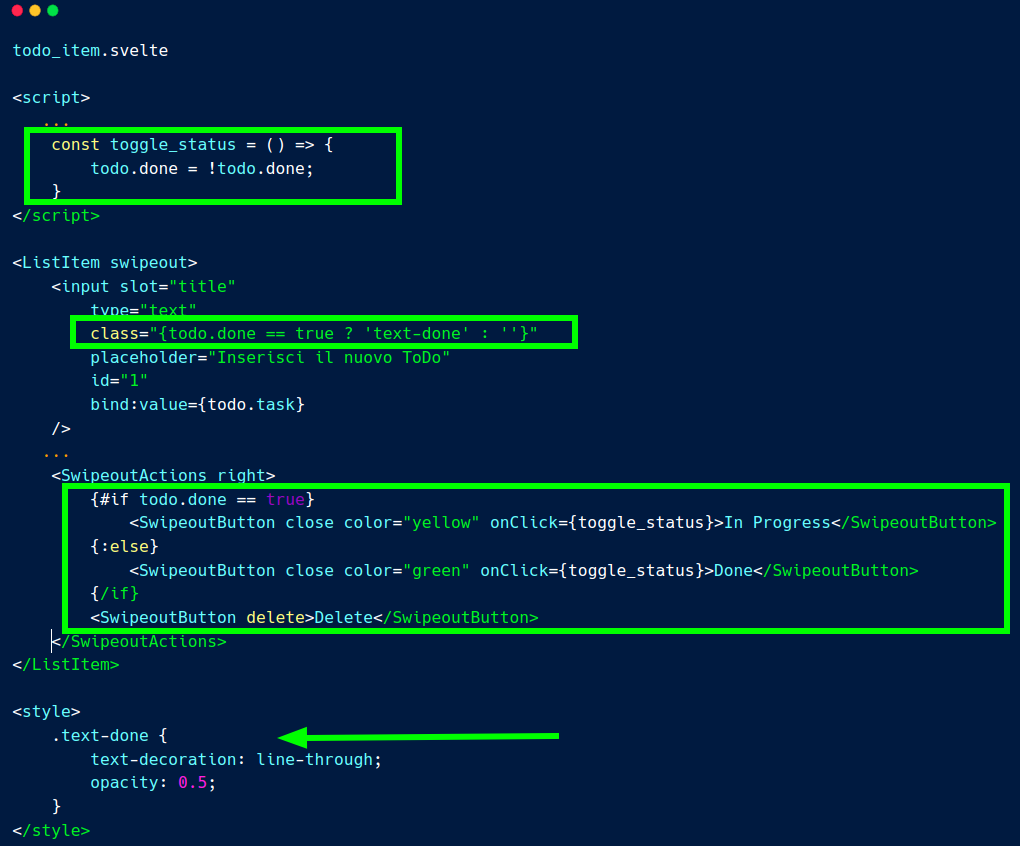 todo_item.svelte
<script>
...
const toggle_status = () => {
todo.done = !todo.done;
}
</script>
<ListItem swipeout>
<input slot="title"
type="text"
class="{todo.done == true ? 'text-done' : ''}"
placeholder="Inserisci il nuovo ToDo"
id="1"
bind:value={todo.task}
/>
...
<SwipeoutActions right>
{#if todo.done == true}
<SwipeoutButton close color="yellow" onClick={toggle_status}>In Progress</SwipeoutButton>
{:else}
<SwipeoutButton close color="green" onClick={toggle_status}>Done</SwipeoutButton>
{/if}
<SwipeoutButton delete>Delete</SwipeoutButton>
</SwipeoutActions>
</ListItem>
<style>
.text-done {
text-decoration: line-through;
opacity: 0.5;
}
</style>